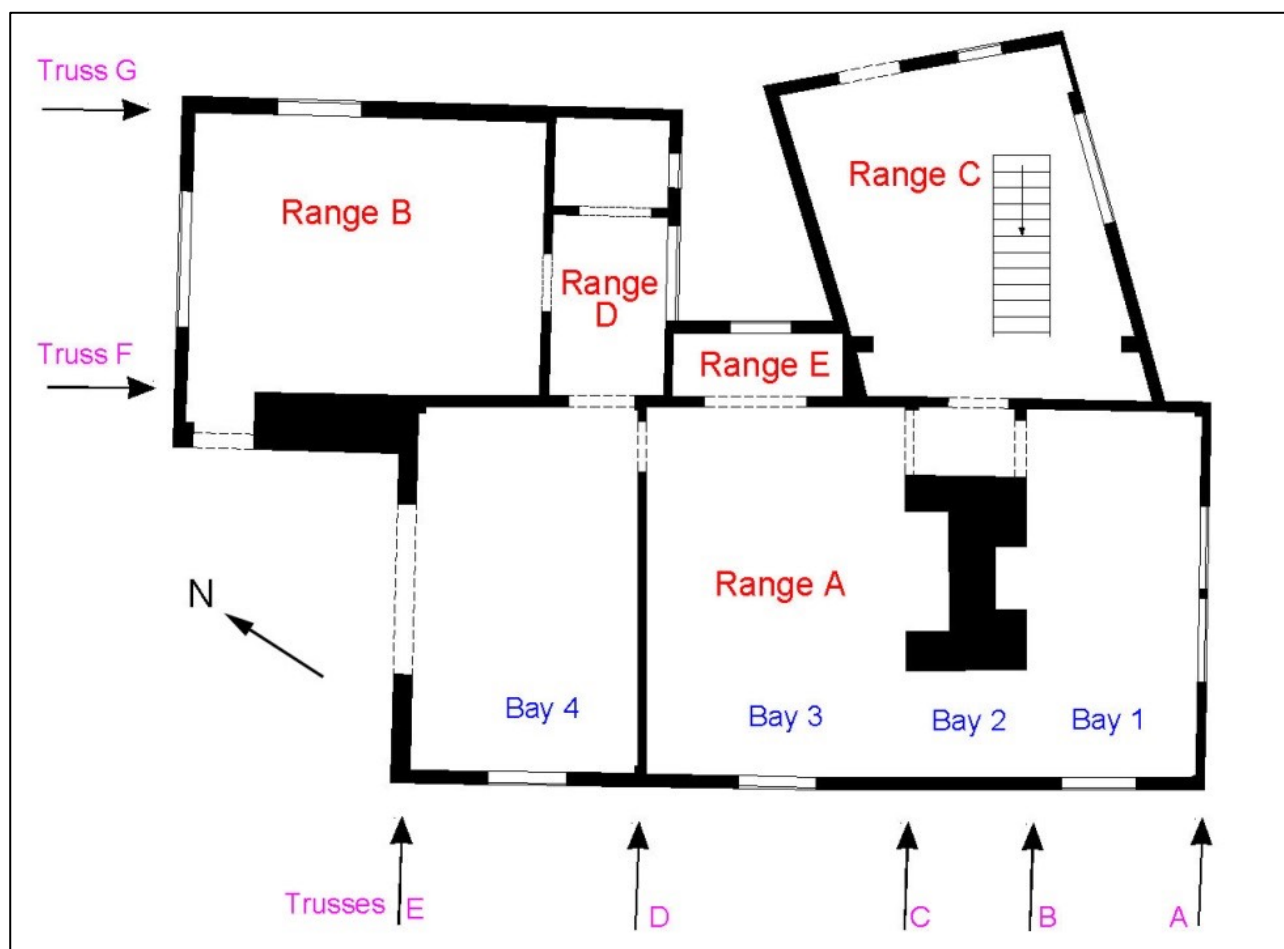 Truss G
Range B
Range C
Range
D
Truss F
Range E
N
Range A
Bay 4
Bay 3
Bay 2
Bay 1
Trusses E
D
C
B
A